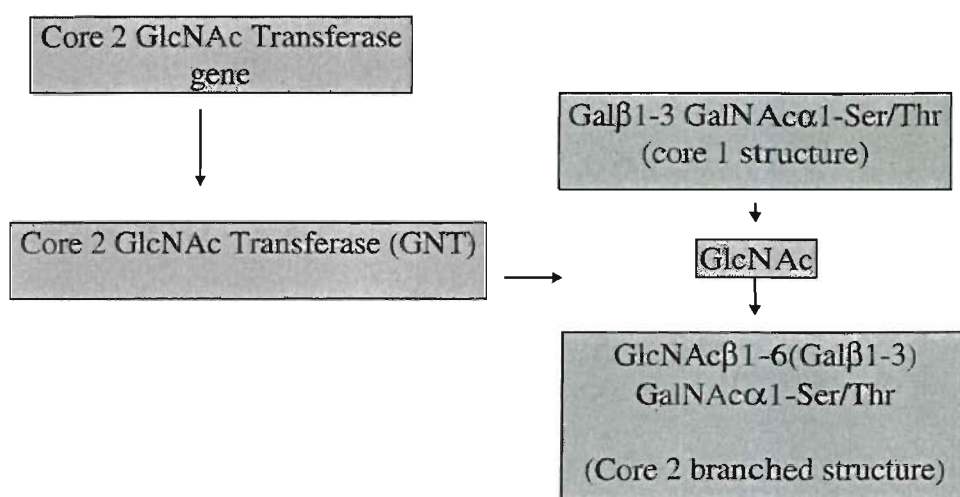 Core 2 GlcNAc Transferase
gene
Galβ1-3 GalNAcα1-Ser/Thr
(core 1 structure)
Core 2 GlcNAc Transferase (GNT)
GlcNAc
GlcNAcβ1-6(Galβ1-3)
GalNAcα1-Ser/Thr
(Core 2 branched structure)